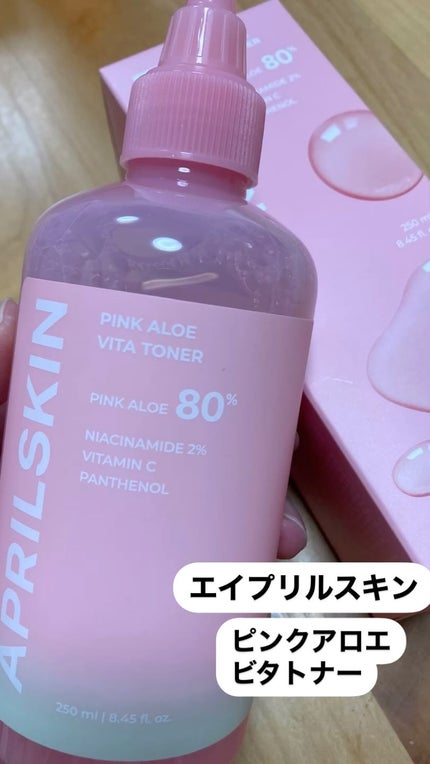 APRILSKIN
PINK ALOE
VITA TONER
PINK ALOE 80%
NIACINAMIDE 2%
VITAMIN C
PANTHENOL
250 ml | 8.45 fl. oz.
80%
2%
250 ml
8.45 fl.
エイプリルスキン
ピンクアロエ
ビタトナー